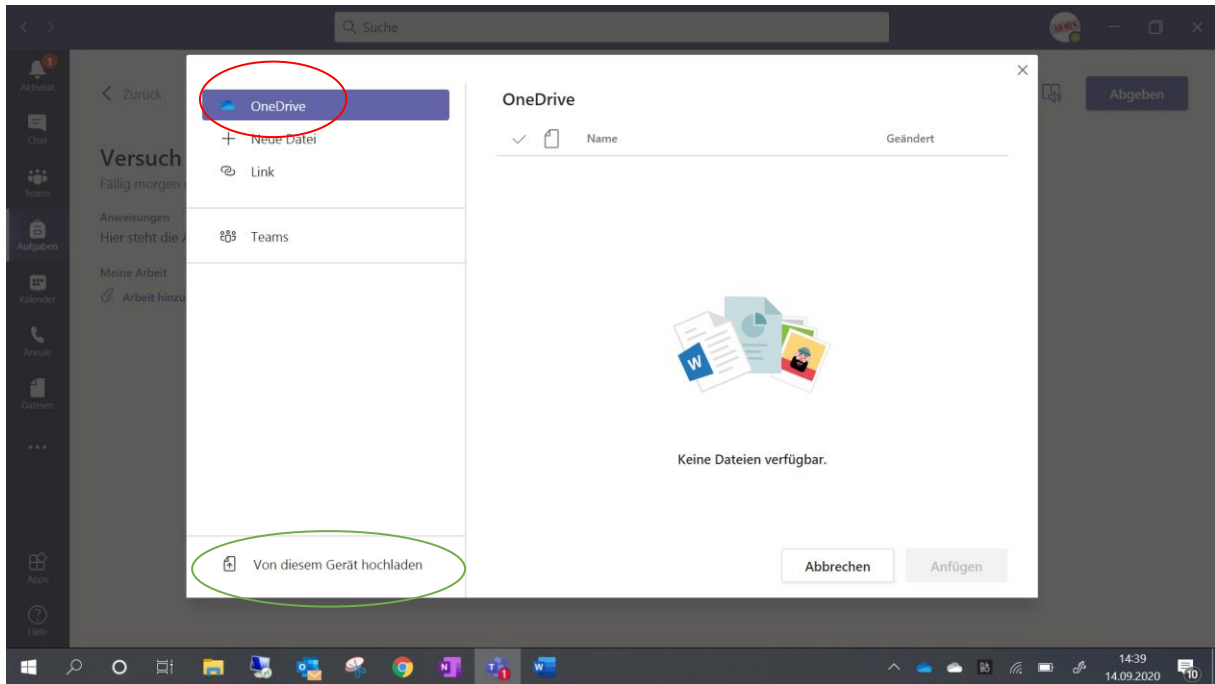 Suche
ADMIN
1
Aktivität
Chat
Teams
Aufgaben
Kalender
Anrufe
Dateien
Apps
Hilfe
Zurück
Abgeben
Versuch
Fällig morgen
Anweisungen
Hier steht die
Meine Arbeit
Arbeit hinzu
OneDrive
Neue Datei
Link
Teams
Von diesem Gerät hochladen
OneDrive
Name Geändert
W
Keine Dateien verfügbar.
Abbrechen Anfügen
14:39
14.09.2020
10